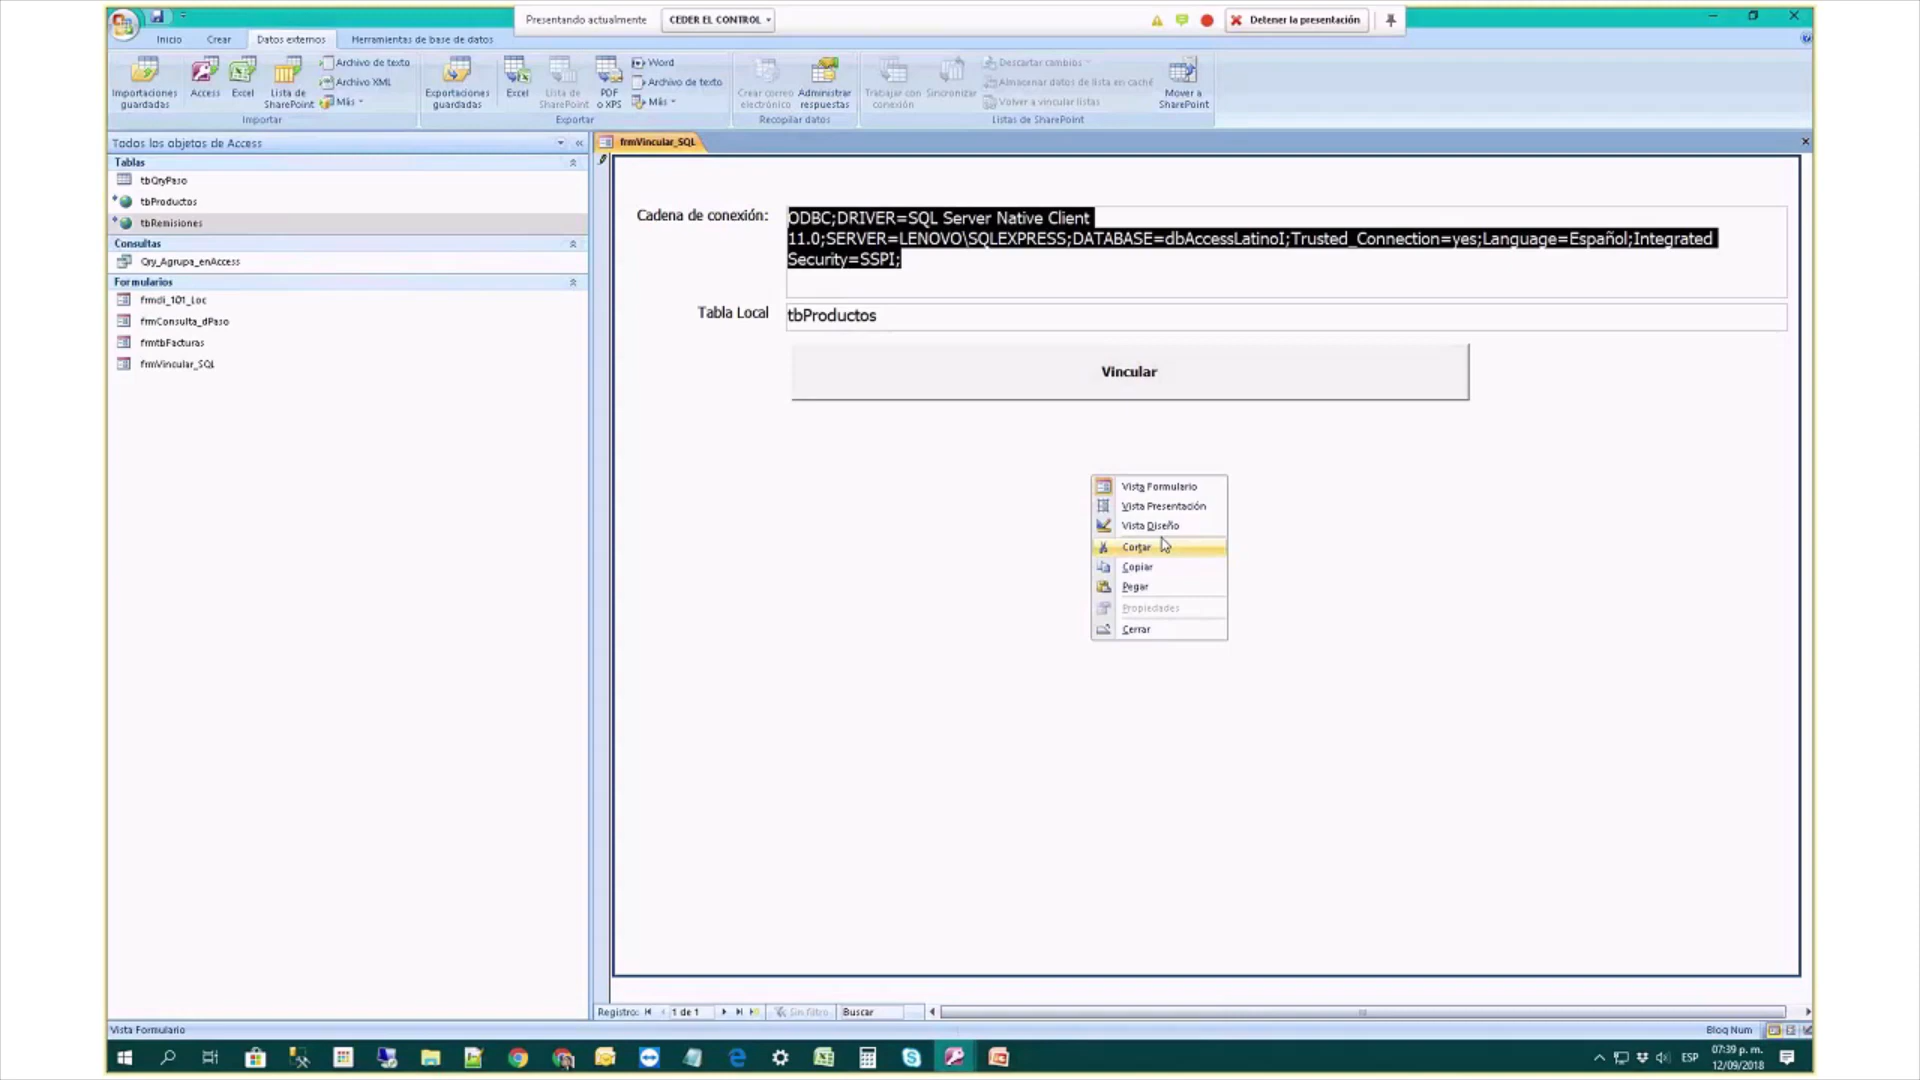 Presentando actualmente
CEDER EL CONTROL
Detener la presentación
Inicio
Crear
Datos externos
Herramientas de base de datos
Importaciones guardadas
Access
Excel
Lista de SharePoint
Archivo de texto
Archivo XML
Más
Importar
Exportaciones guardadas
Excel
Lista de SharePoint
PDF o XPS
Word
Archivo de texto
Más
Exportar
Crear correo electrónico
Administrar respuestas
Recopilar datos
Trabajar con conexión
Sincronizar
Descartar cambios
Almacenar datos de lista en caché
Volver a vincular listas
Mover a SharePoint
Listas de SharePoint
Todos los objetos de Access
Tablas
tbQryPaso
tbProductos
tbRemisiones
Consultas
Qry_Agrupa_enAccess
Formularios
frmdi_101_Loc
frmConsulta_dPaso
frmtbFacturas
frmVincular_SQL
frmVincular_SQL
Cadena de conexión:
ODBC;DRIVER=SQL Server Native Client
11.0;SERVER=LENOVO\SQLEXPRESS;DATABASE=dbAccessLatinoI;Trusted_Connection=yes;Language=Español;Integrated
Security=SSPI;
Tabla Local
tbProductos
Vincular
Vista Formulario
Vista Presentación
Vista Diseño
Cortar
Copiar
Pegar
Propiedades
Cerrar
Registro:
1 de 1
Sin filtro
Buscar
Vista Formulario
Bloq Num
ESP
07:39 p. m.
12/09/2018